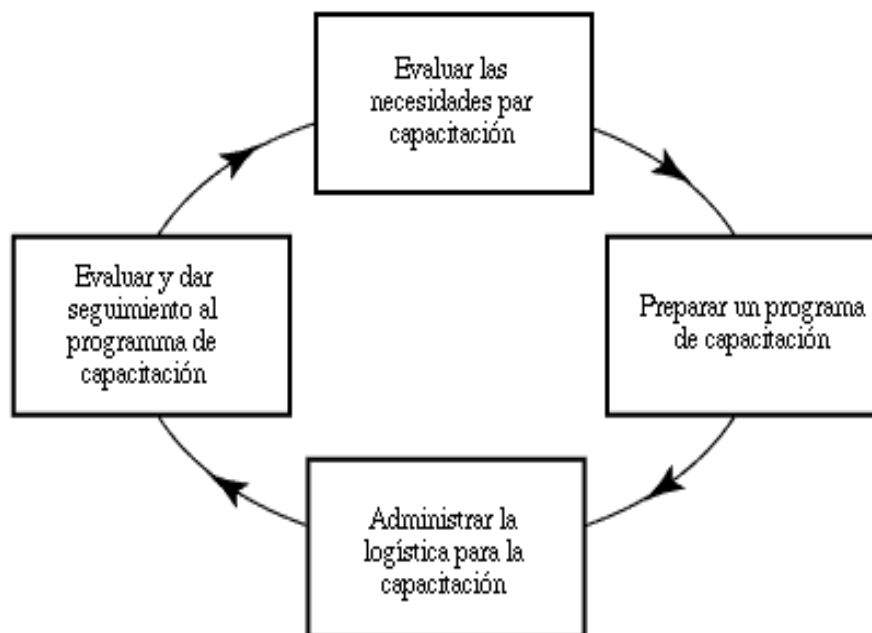 Evaluar las
necesidades par
capacitación
Evaluar y dar
seguimiento al
programma de
capacitación
Preparar un programa
de capacitación
Administrar la
logística para la
capacitación